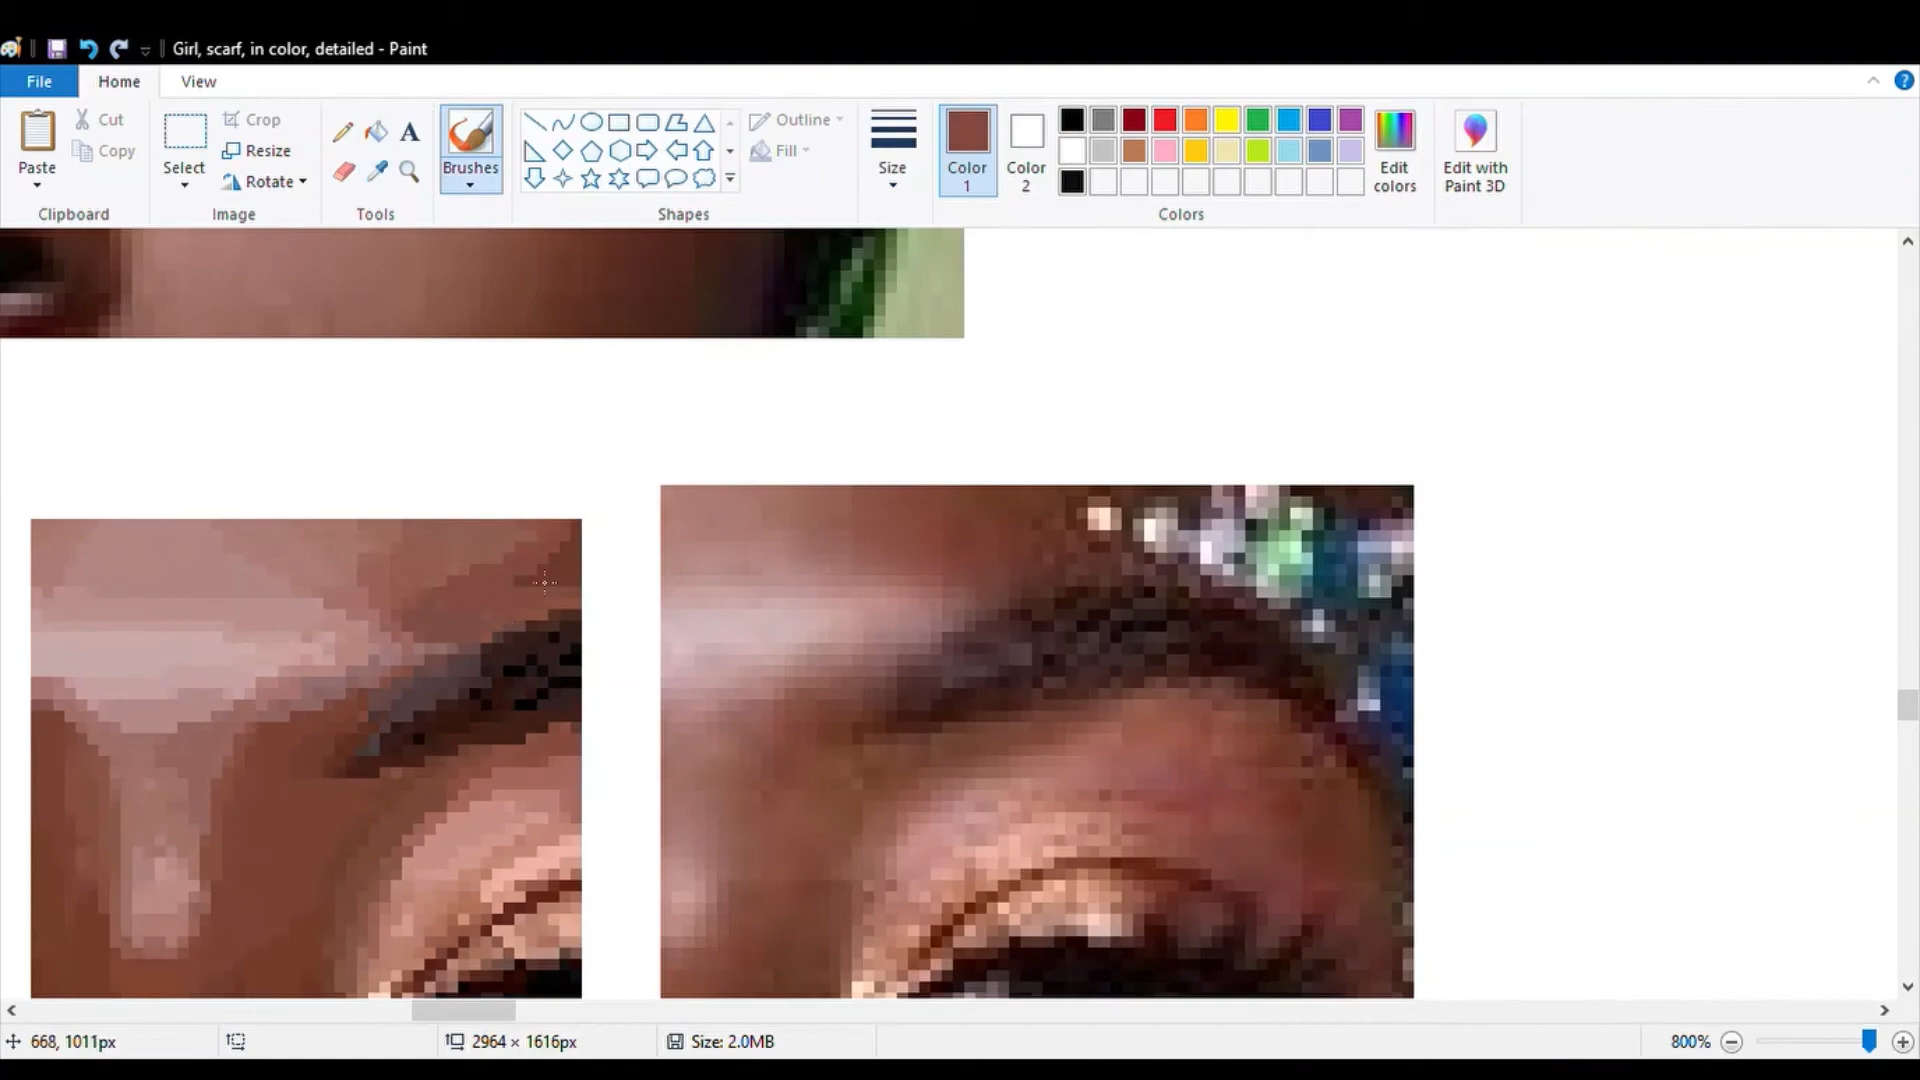 Girl, scarf, in color, detailed - Paint
File Home View
Paste Cut Copy
Clipboard
Select Crop Resize Rotate
Image
A
Tools
Brushes
Outline Fill
Shapes
Size
Color 1
Color 2
Edit colors
Colors
Edit with Paint 3D
668, 1011px
2964 × 1616px
Size: 2.0MB
800%